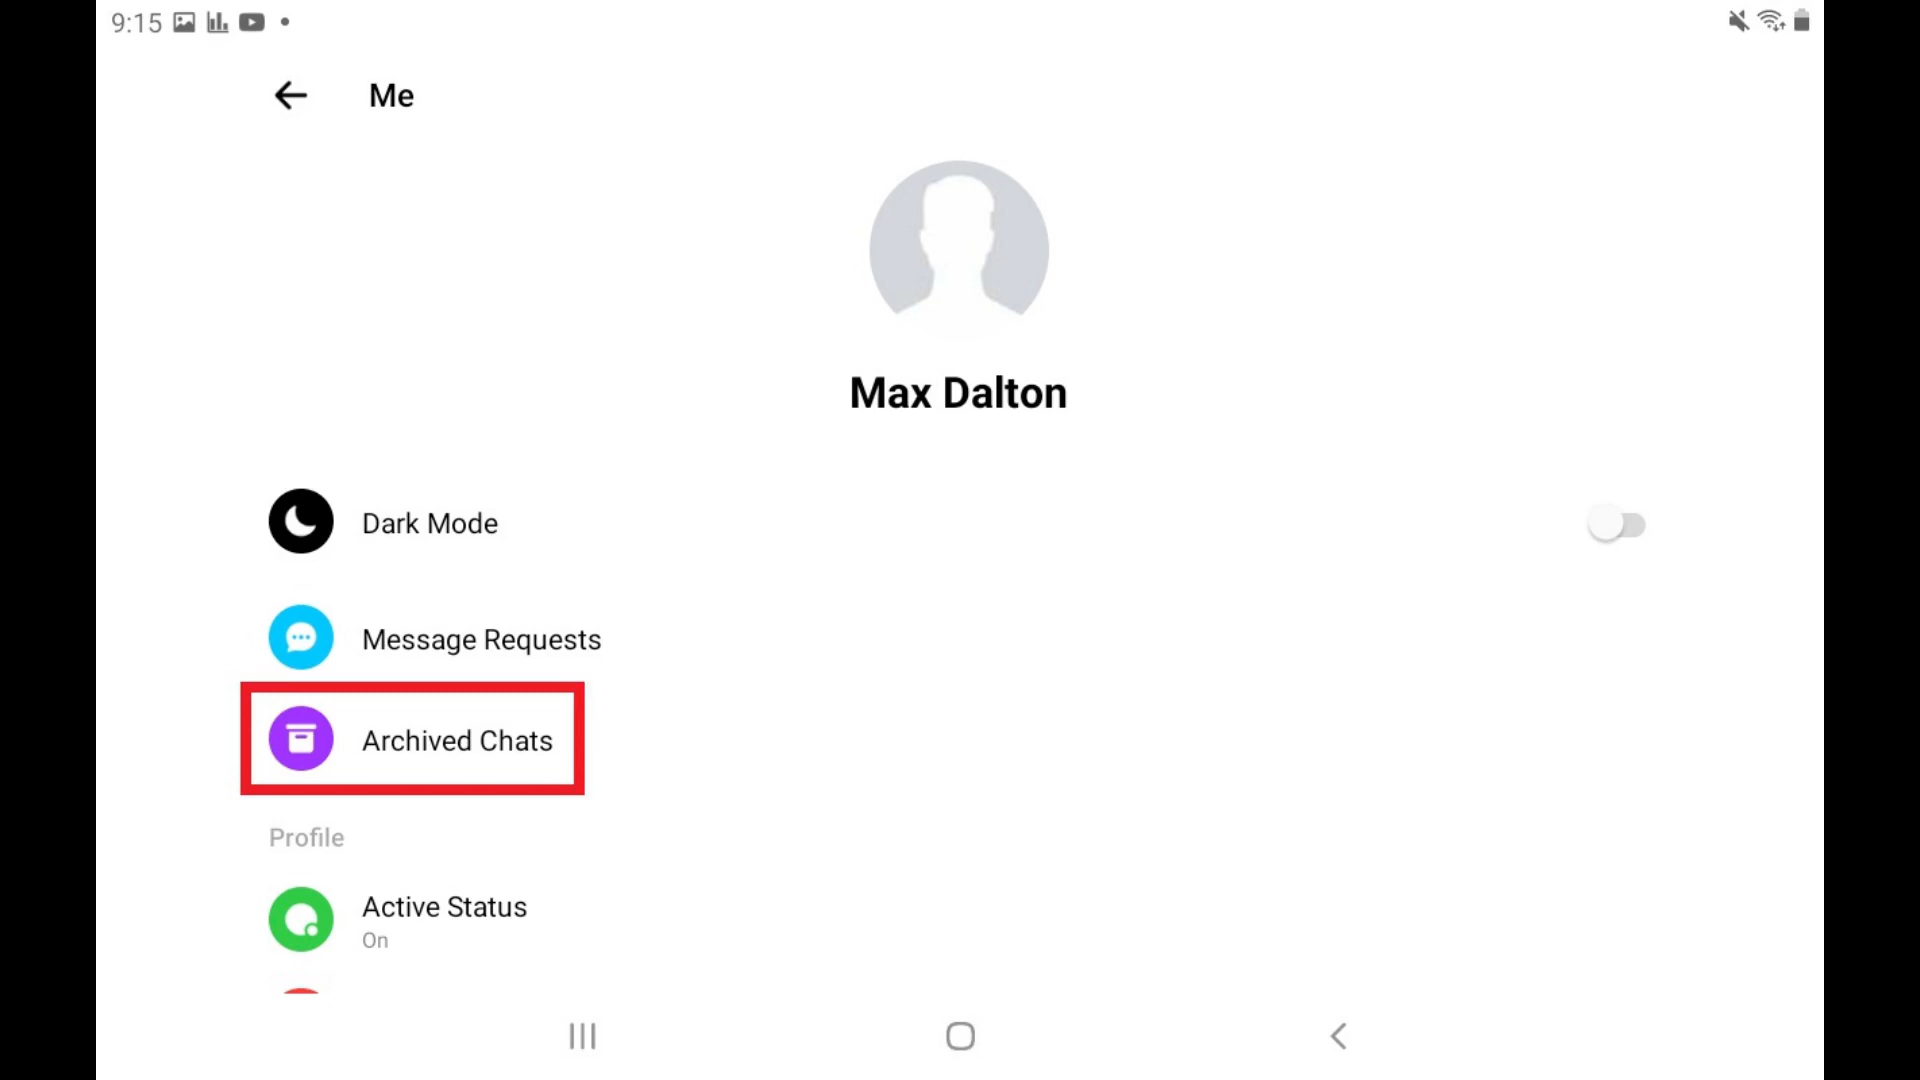 9:15
Me
Max Dalton
Dark Mode
Message Requests
Archived Chats
Profile
Active Status
On